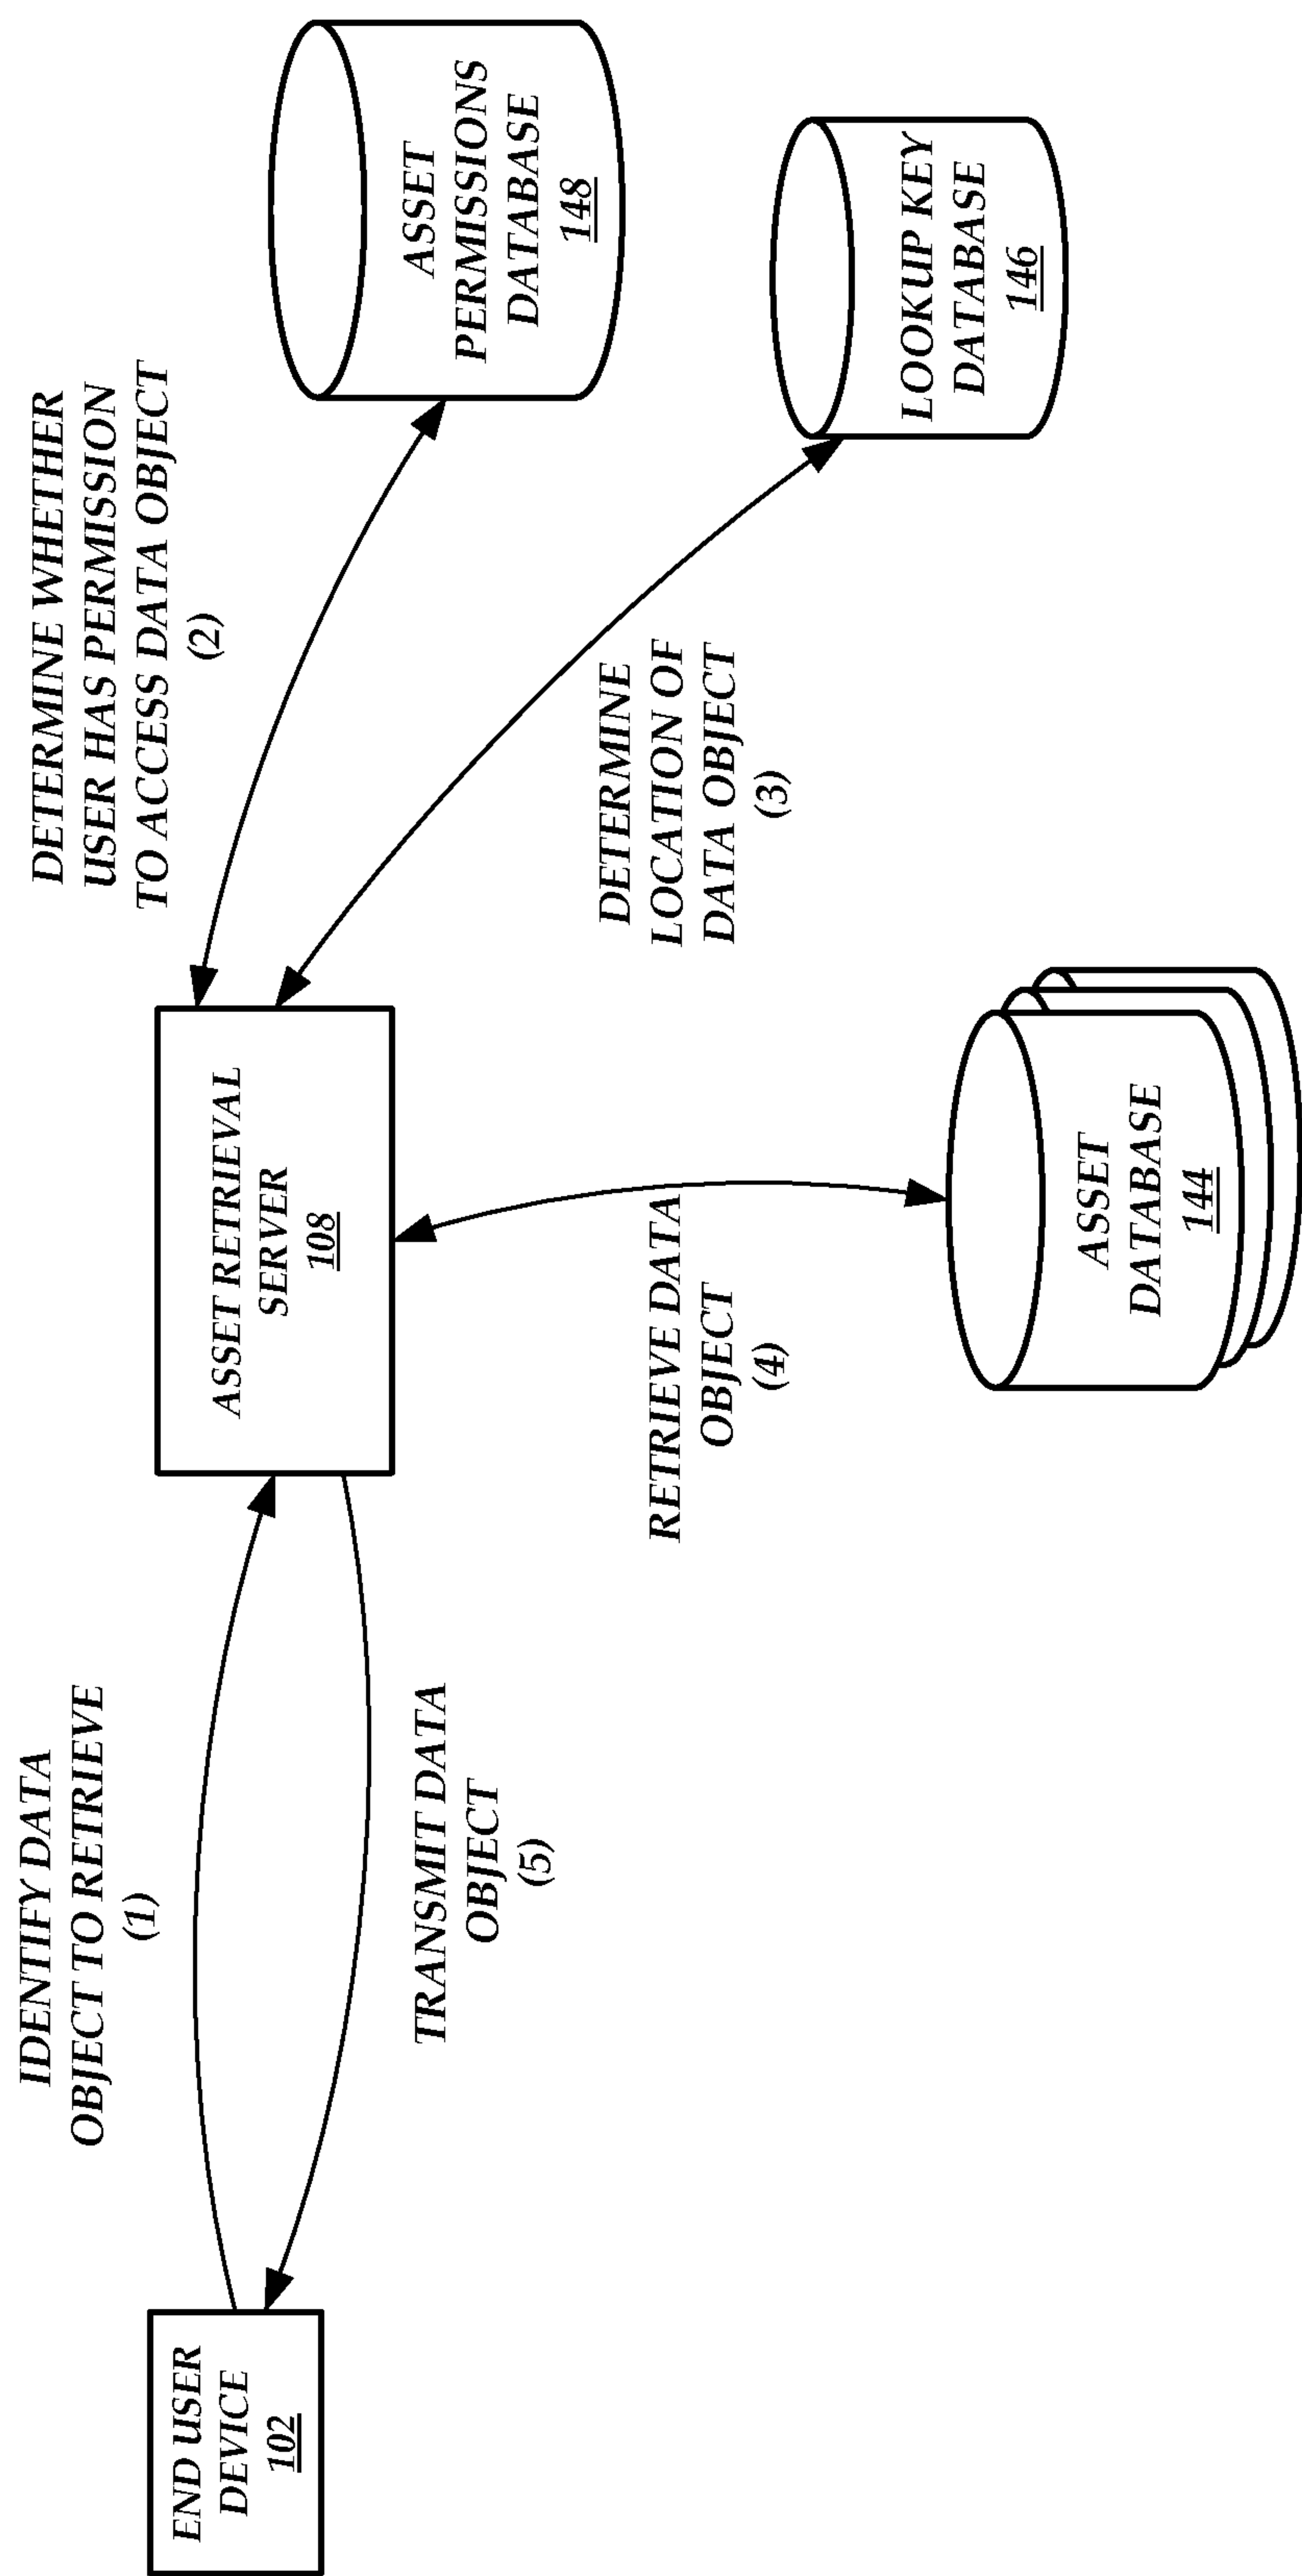 IDENTIFY DATA
OBJECT TO RETRIEVE
(1)
DETERMINE WHETHER
USER HAS PERMISSION
TO ACCESS DATA OBJECT
(2)
END USER
DEVICE
102
ASSET RETRIEVAL
SERVER
108
ASSET
PERMISSIONS
DATABASE
148
TRANSMIT DATA
OBJECT
(5)
RETRIEVE DATA
OBJECT
(4)
DETERMINE
LOCATION OF
DATA OBJECT
(3)
LOOKUP KEY
DATABASE
146
ASSET
DATABASE
144